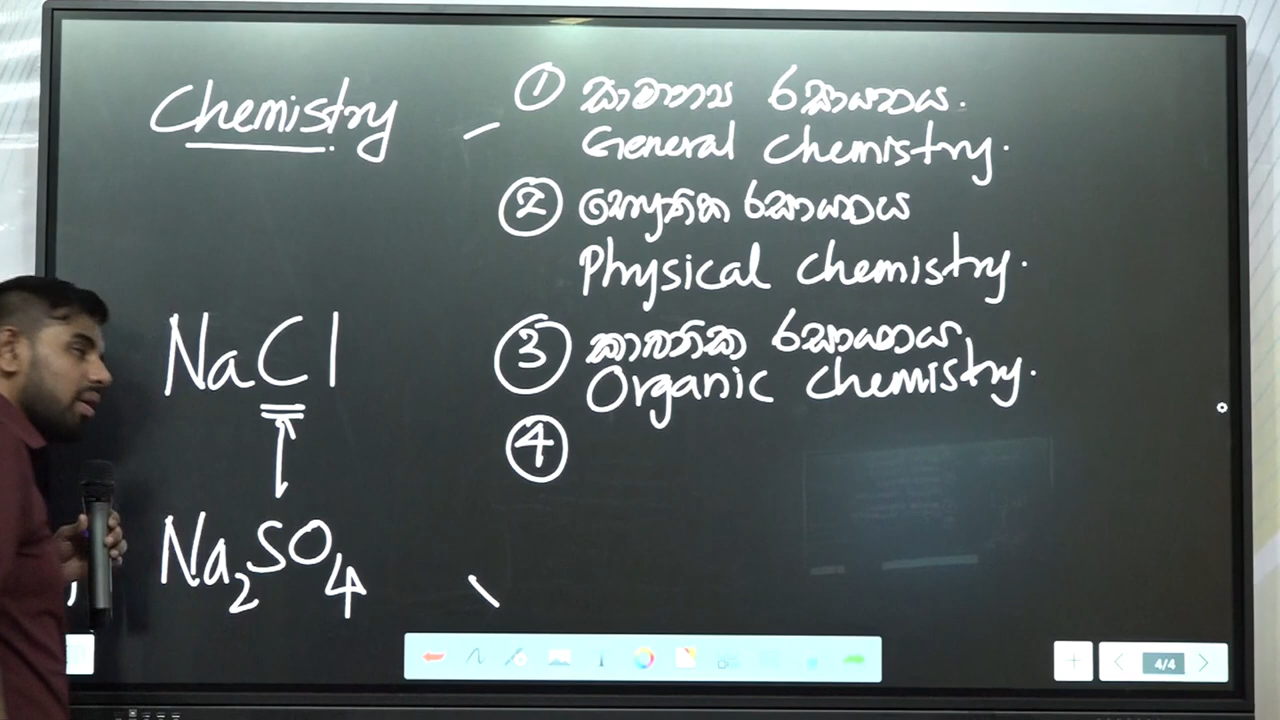 Chemistry
① සාමාන්‍ය රසායනය.
General Chemistry.
② භෞතික රසායනය
Physical Chemistry.
③ කාබනික රසායනය.
Organic Chemistry.
④
NaCl
Na₂SO₄
4/4